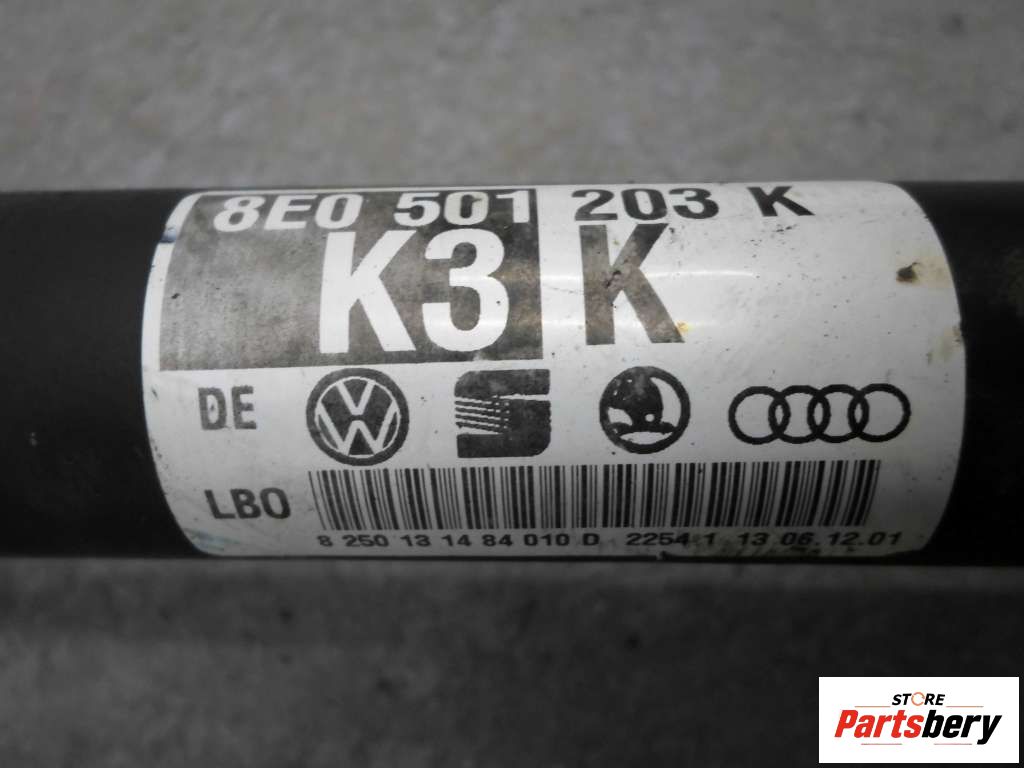 8E0 501 203 K
K3 K
DE
LBO
8 250 13 14 84 010 D 2254 1 13.06.12.01
STORE
Partsbery